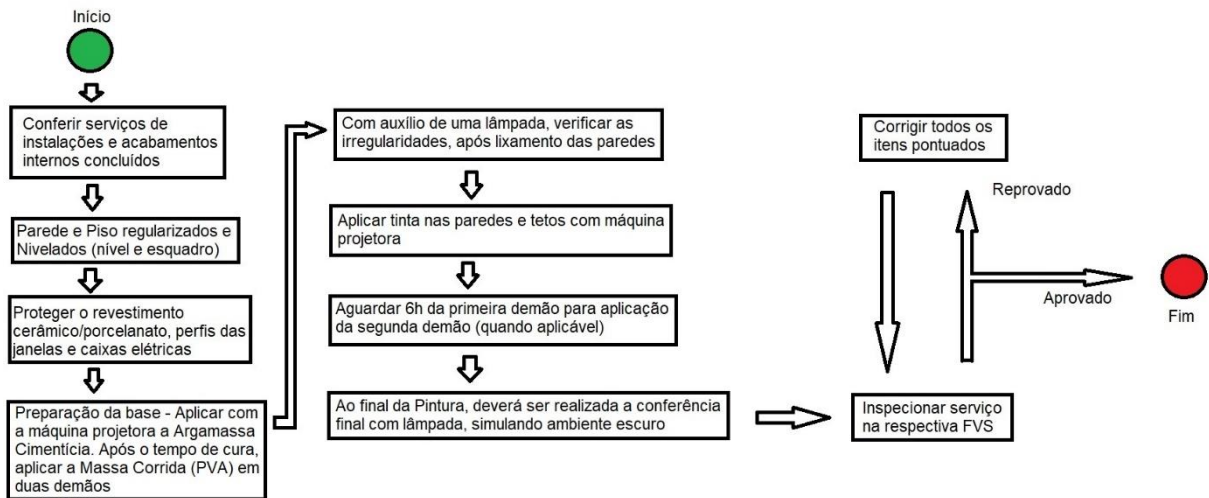 Início
Conferir serviços de
instalações e acabamentos
internos concluídos
Parede e Piso regularizados e
Nivelados (nível e esquadro)
Proteger o revestimento
cerâmico/porcelanato, perfis das
janelas e caixas elétricas
Preparação da base - Aplicar com
a máquina projetora a Argamassa
Cimentícia. Após o tempo de cura,
aplicar a Massa Corrida (PVA) em
duas demãos
Com auxílio de uma lâmpada, verificar as
irregularidades, após lixamento das paredes
Aplicar tinta nas paredes e tetos com máquina
projetora
Aguardar 6h da primeira demão para aplicação
da segunda demão (quando aplicável)
Ao final da Pintura, deverá ser realizada a conferência
final com lâmpada, simulando ambiente escuro
Inspecionar serviço
na respectiva FVS
Corrigir todos os
itens pontuados
Reprovado
Aprovado
Fim